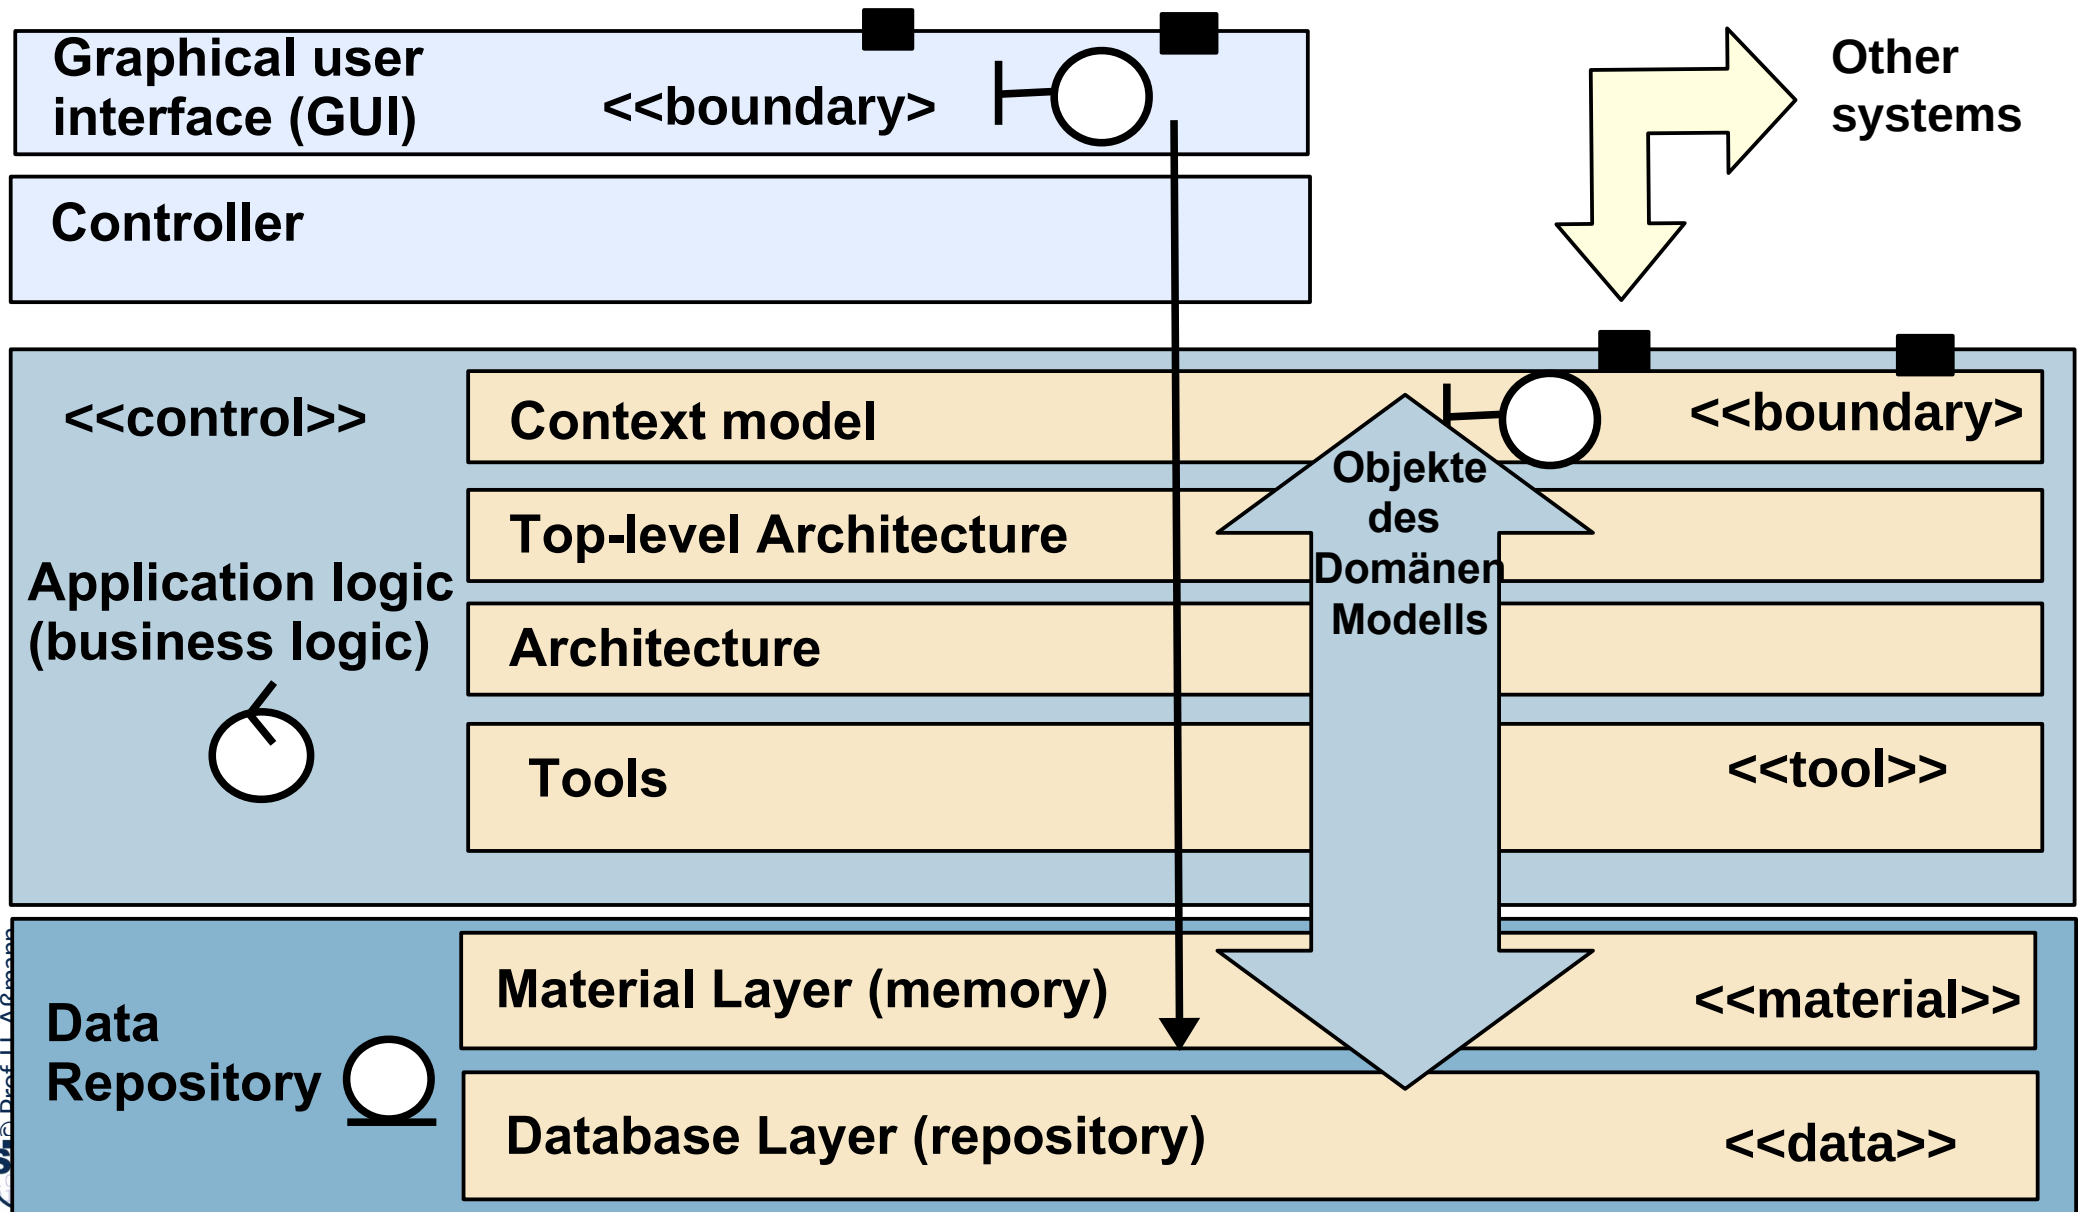 Graphical user
interface (GUI)
<<boundary>
Other
systems
Controller
<<control>>
Context model
<<boundary>
Objekte
des
Domänen
Modells
Top-level Architecture
Application logic
(business logic)
Architecture
Tools
<<tool>>
Data
Repository
Material Layer (memory)
<<material>>
Database Layer (repository)
<<data>>